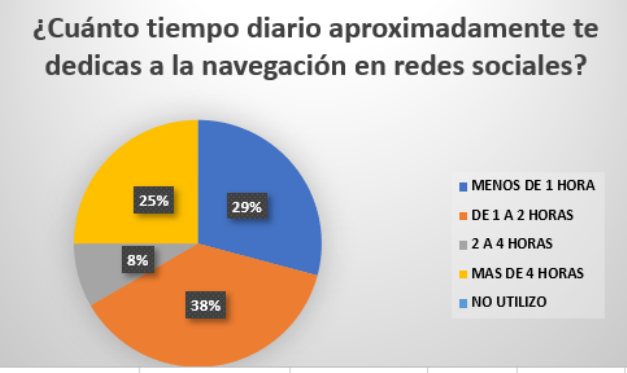 ¿Cuánto tiempo diario aproximadamente te
dedicas a la navegación en redes sociales?
25%
29%
8%
38%
MENOS DE 1 HORA
DE 1 A 2 HORAS
2 A 4 HORAS
MAS DE 4 HORAS
NO UTILIZO